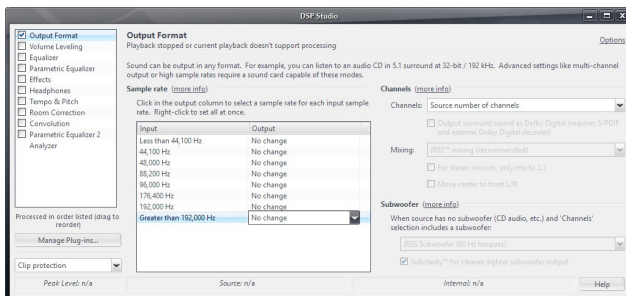 DSP Studio
Output Format
Volume Leveling
Equalizer
Parametric Equalizer
Effects
Headphones
Tempo & Pitch
Room Correction
Convolution
Parametric Equalizer 2
Analyzer
Processed in order listed (drag to
reorder)
Manage Plug-ins...
Clip protection
Peak Level: n/a
Output Format
Playback stopped or current playback doesn't support processing
Options
Sound can be output in any format. For example, you can listen to an audio CD in 5.1 surround at 32-bit / 192 kHz. Advanced settings like multi-channel
output or high sample rates require a sound card capable of these modes.
Sample rate (more info)
Click in the output column to select a sample rate for each input sample
rate. Right-click to set all at once.
Input Output
Less than 44,100 Hz No change
44,100 Hz No change
48,000 Hz No change
88,200 Hz No change
96,000 Hz No change
176,400 Hz No change
192,000 Hz No change
Greater than 192,000 Hz No change
Channels (more info)
Channels: Source number of channels
Output surround sound as Dolby Digital (requires S/PDIF
and external Dolby Digital decoder)
Mixing: JRSS™ mixing (recommended)
For stereo sources, only mix to 2.1
Move center to front L/R
Subwoofer (more info)
When source has no subwoofer (CD audio, etc.) and 'Channels'
selection includes a subwoofer:
JRSS Subwoofer (80 Hz lowpass)
Subclarity™ for cleaner, tighter subwoofer output
Source: n/a
Internal: n/a
Help